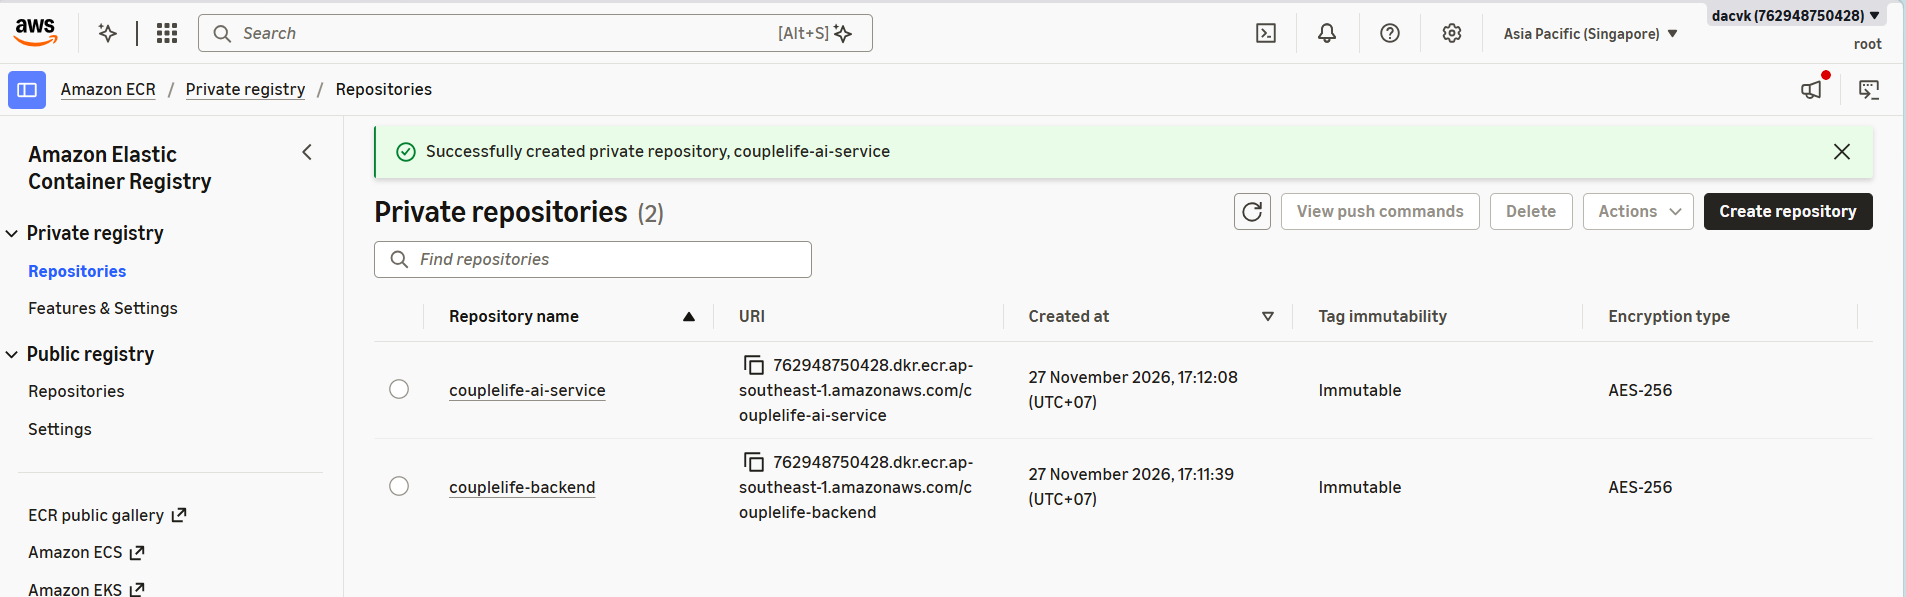 aws
Search
[Alt+S]
Asia Pacific (Singapore)
dacvk (762948750428)
root
Amazon ECR / Private registry / Repositories
Amazon Elastic
Container Registry
Private registry
Repositories
Features & Settings
Public registry
Repositories
Settings
ECR public gallery
Amazon ECS
Amazon EKS
Successfully created private repository, couplelife-ai-service
Private repositories (2)
View push commands
Delete
Actions
Create repository
Find repositories
Repository name
URI
Created at
Tag immutability
Encryption type
couplelife-ai-service
762948750428.dkr.ecr.ap-
southeast-1.amazonaws.com/c
ouplelife-ai-service
27 November 2026, 17:12:08
(UTC+07)
Immutable
AES-256
couplelife-backend
762948750428.dkr.ecr.ap-
southeast-1.amazonaws.com/c
ouplelife-backend
27 November 2026, 17:11:39
(UTC+07)
Immutable
AES-256